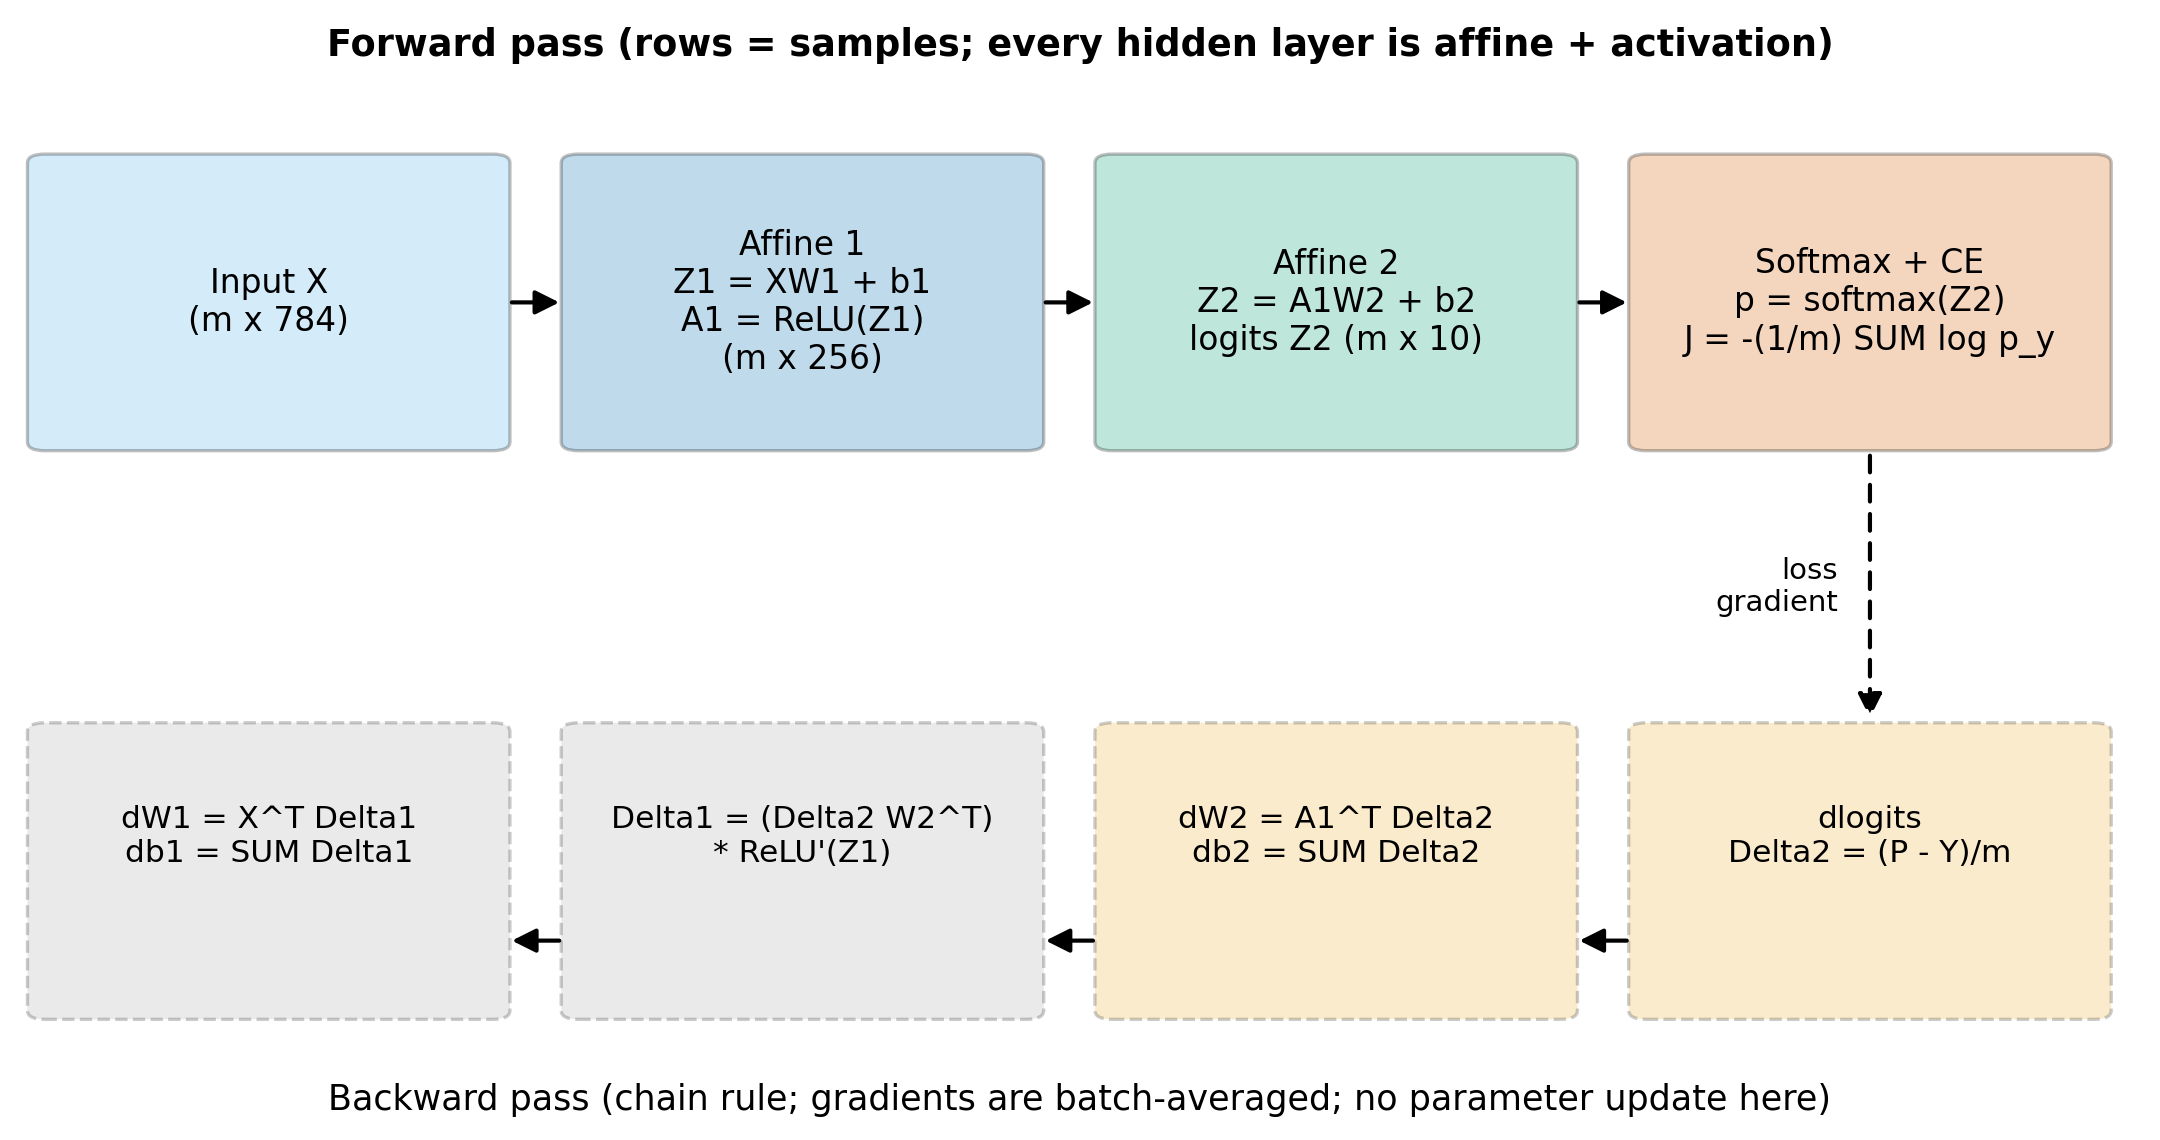 Forward pass (rows = samples; every hidden layer is affine + activation)
Input X
(m x 784)
Affine 1
Z1 = XW1 + b1
A1 = ReLU(Z1)
(m x 256)
Affine 2
Z2 = A1W2 + b2
logits Z2 (m x 10)
Softmax + CE
p = softmax(Z2)
J = -(1/m) SUM log p_y
loss
gradient
dW1 = X^T Delta1
db1 = SUM Delta1
Delta1 = (Delta2 W2^T)
* ReLU'(Z1)
dW2 = A1^T Delta2
db2 = SUM Delta2
dlogits
Delta2 = (P - Y)/m
Backward pass (chain rule; gradients are batch-averaged; no parameter update here)